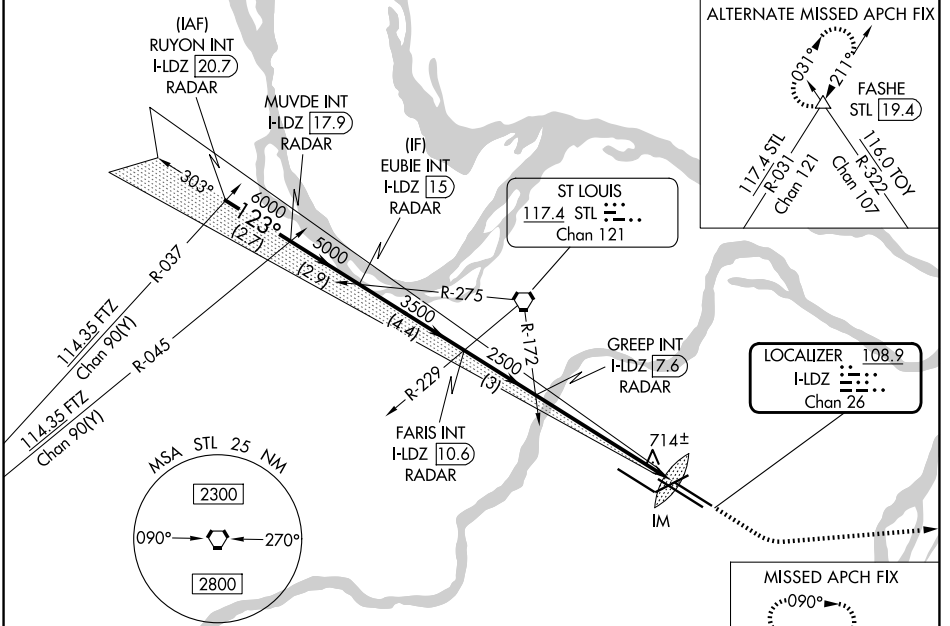 (IAF)
RUYON INT
I-LDZ 20.7
RADAR
MUVDE INT
I-LDZ 17.9
RADAR
(IF)
EUBIE INT
I-LDZ 15
RADAR
ST LOUIS
117.4 STL
Chan 121
ALTERNATE MISSED APCH FIX
031°
211°
FASHE
STL 19.4
117.4 STL
R-031
Chan 121
116.0 TOY
R-322
Chan 107
303°
6000
123°
(2.7)
5000
(2.9)
R-275
3500
(4.4)
2500
(3)
R-172
R-229
R-037
114.35 FTZ
Chan 90(Y)
R-045
114.35 FTZ
Chan 90(Y)
GREEP INT
I-LDZ 7.6
RADAR
LOCALIZER 108.9
I-LDZ
Chan 26
FARIS INT
I-LDZ 10.6
RADAR
714±
IM
MSA STL 25 NM
2300
090°
270°
2800
MISSED APCH FIX
090°